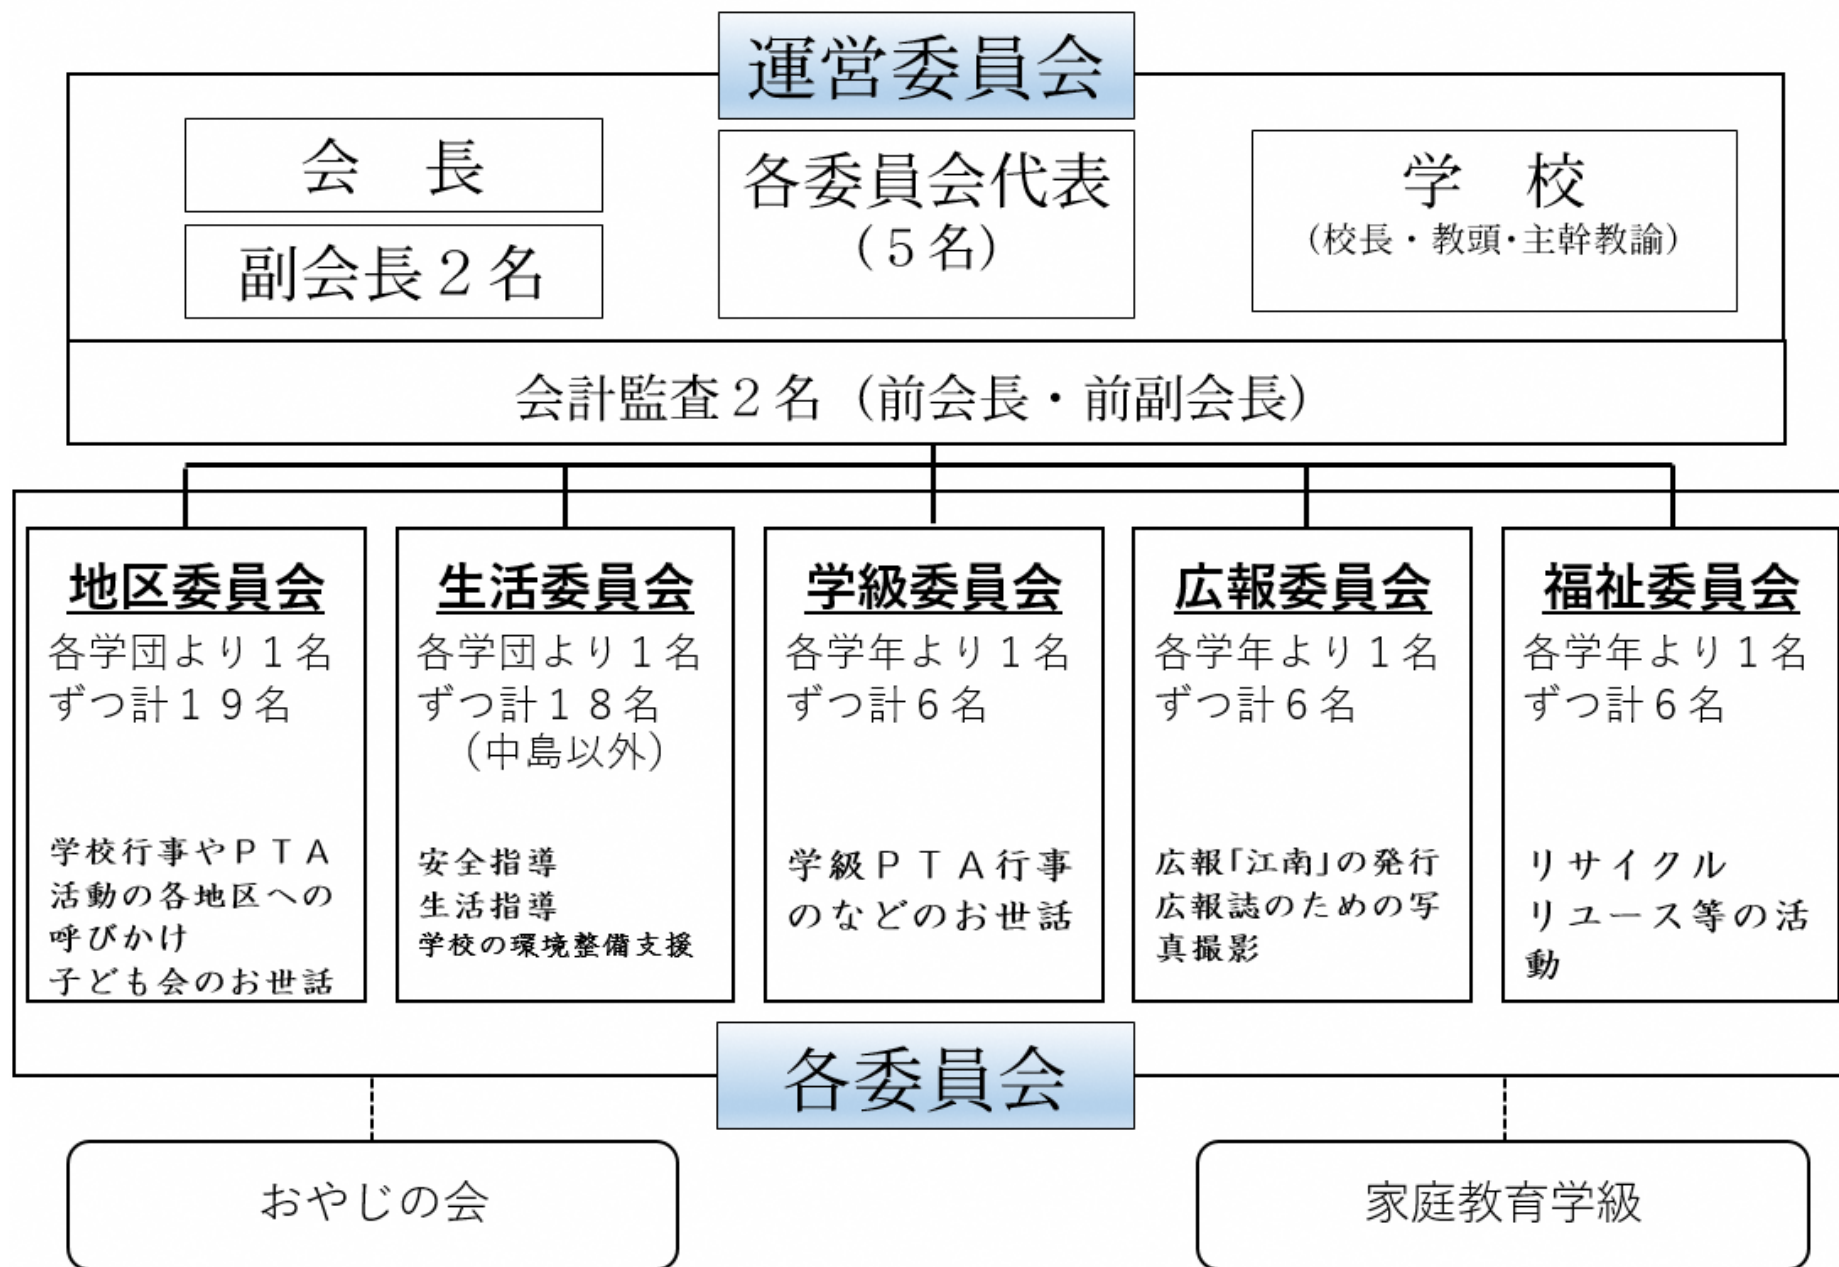 運営委員会
会　長
副会長２名
各委員会代表
（５名）
学　校
（校長・教頭・主幹教諭）
会計監査２名（前会長・前副会長）
地区委員会
各学団より１名
ずつ計１９名
学校行事やＰＴＡ
活動の各地区への
呼びかけ
子ども会のお世話
生活委員会
各学団より１名
ずつ計１８名
（中島以外）
安全指導
生活指導
学校の環境整備支援
学級委員会
各学年より１名
ずつ計６名
学級ＰＴＡ行事
のなどのお世話
広報委員会
各学年より１名
ずつ計６名
広報「江南」の発行
広報誌のための写
真撮影
福祉委員会
各学年より１名
ずつ計６名
リサイクル
リユース等の活
動
各委員会
おやじの会
家庭教育学級